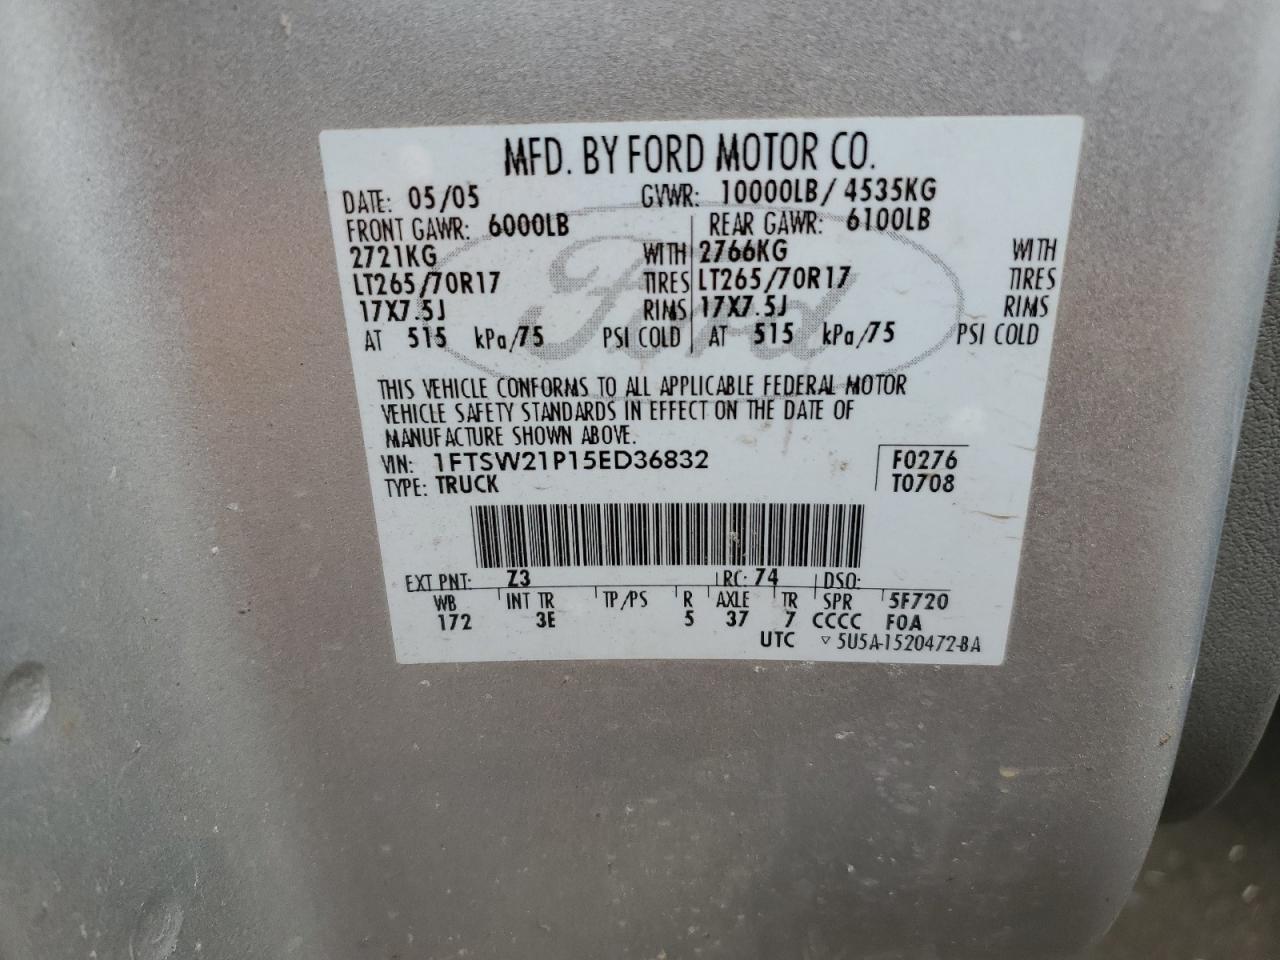 MFD. BY FORD MOTOR CO.
DATE: 05/05 GVWR: 10000LB/ 4535KG
FRONT GAWR: 6000LB REAR GAWR: 6100LB
2721KG WITH 2766KG WITH
LT265/70R17 TIRES LT265/70R17 TIRES
17X7.5J RIMS 17X7.5J RIMS
AT 515 kPa/75 PSI COLD AT 515 kPa/75 PSI COLD
Ford
THIS VEHICLE CONFORMS TO ALL APPLICABLE FEDERAL MOTOR
VEHICLE SAFETY STANDARDS IN EFFECT ON THE DATE OF
MANUFACTURE SHOWN ABOVE.
VIN: 1FTSW21P15ED36832 F0276
TYPE: TRUCK T0708
EXT PNT: Z3 RC: 74 DSO:
WB INT TR TP/PS R AXLE TR SPR 5F720
172 3E 5 37 7 CCCC F0A
UTC ▽ 5U5A-1520472-BA